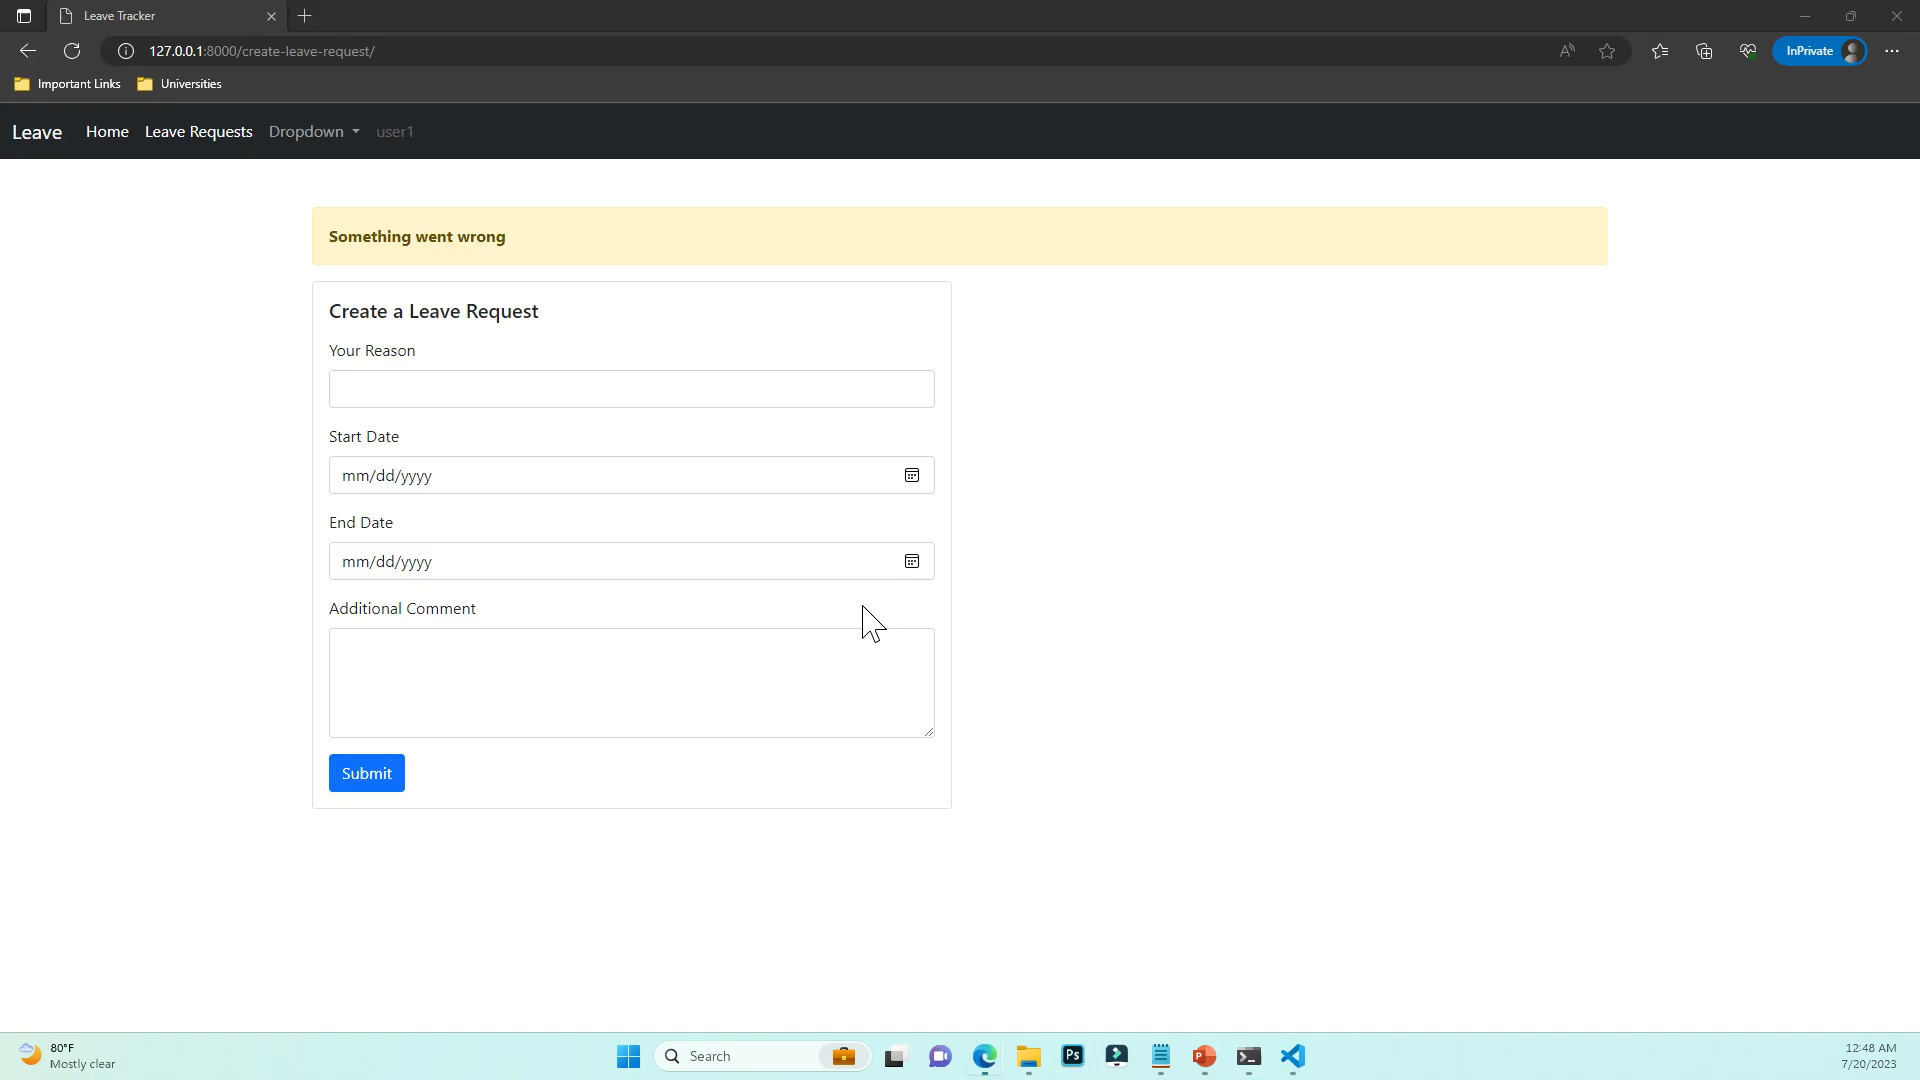 Leave Tracker
127.0.0.1:8000/create-leave-request/
InPrivate
Important Links
Universities
Leave
Home
Leave Requests
Dropdown
user1
Something went wrong
Create a Leave Request
Your Reason
Start Date
mm/dd/yyyy
End Date
mm/dd/yyyy
Additional Comment
Submit
80°F
Mostly clear
Search
Ps
12:48 AM
7/20/2023